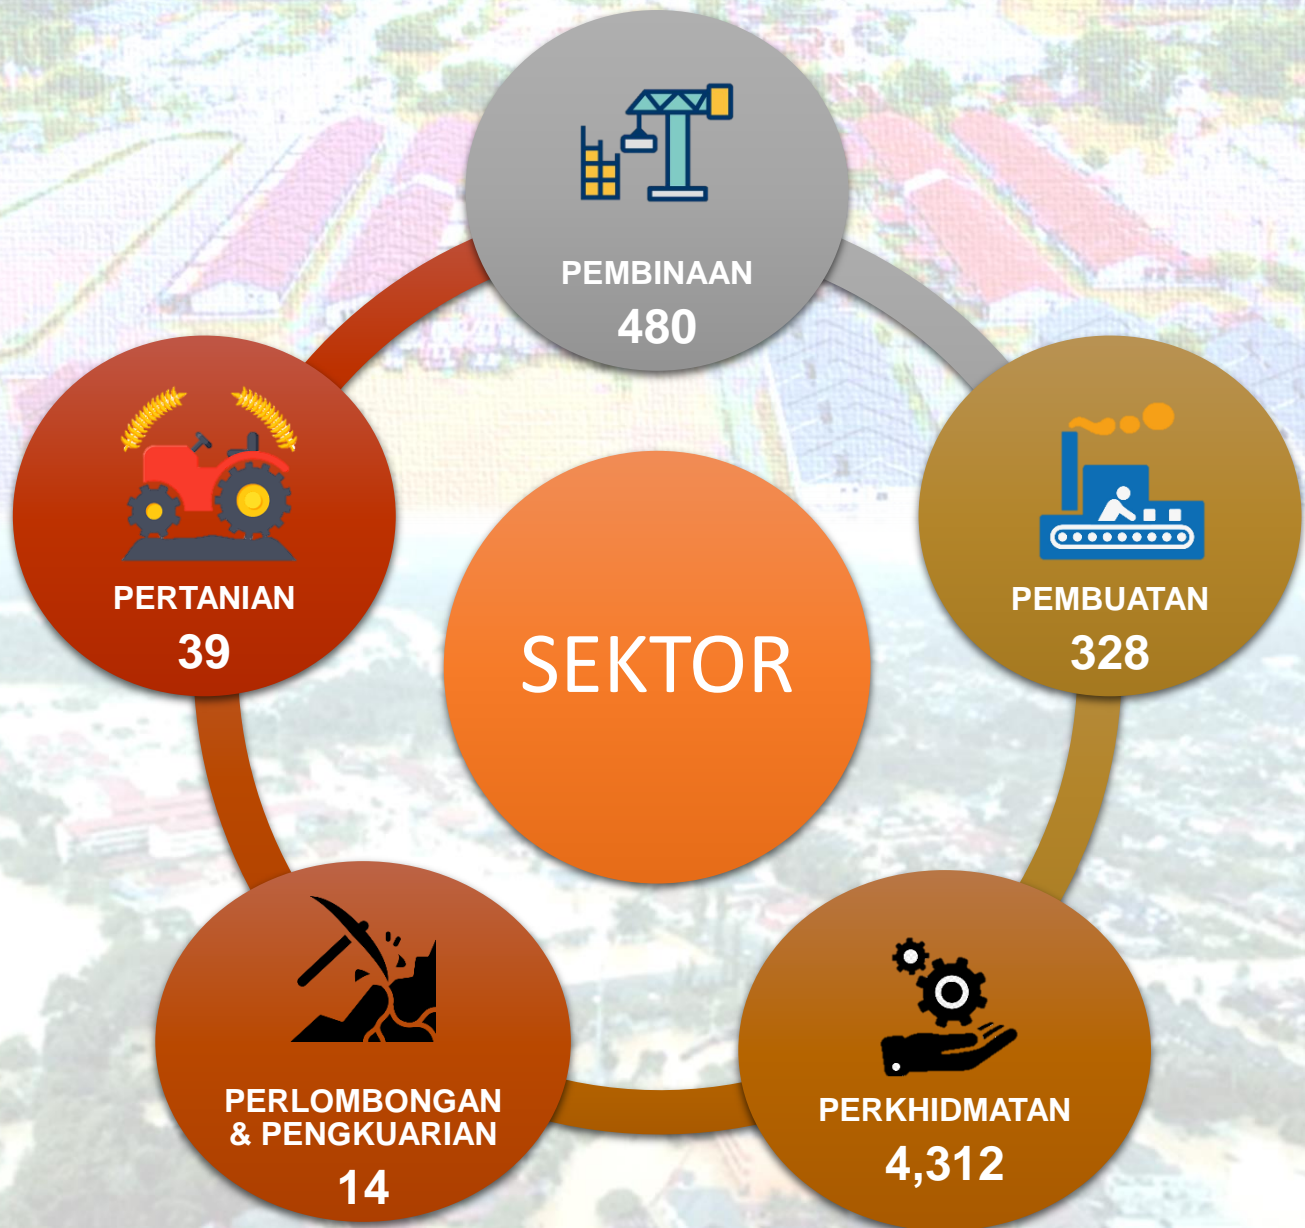 PEMBINAAN
480
PERTANIAN
39
PEMBUATAN
328
SEKTOR
PERLOMBONGAN
& PENGKUARIAN
14
PERKHIDMATAN
4,312